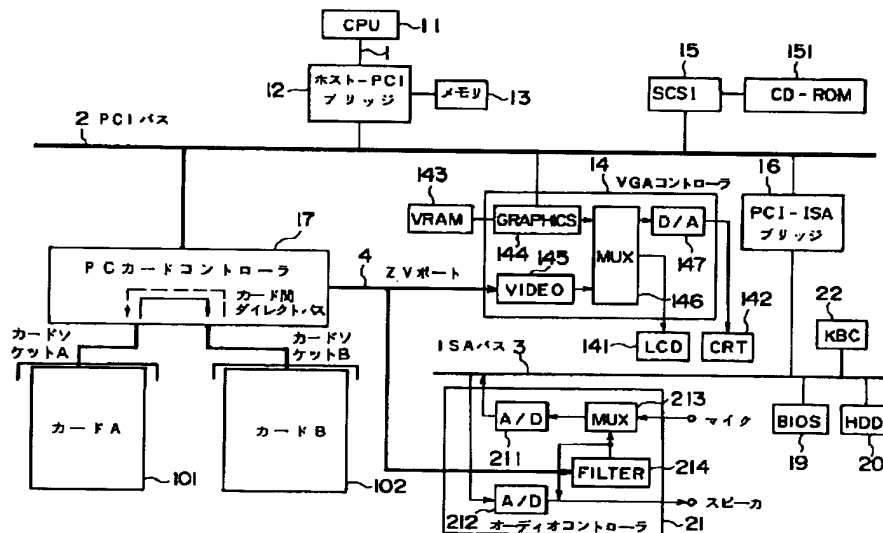 CPU
11
1
12
ホスト-PCI
ブリッジ
メモリ
13
15
SCSI
151
CD-ROM
2 PCIバス
14
VGAコントローラ
16
PCI-ISA
ブリッジ
143
VRAM
GRAPHICS
144
MUX
D/A
147
145
VIDEO
146
17
PCカードコントローラ
カード間
ダイレクトパス
4
ZVポート
カードソ
ケットA
カードソ
ケットB
141
LCD
142
CRT
22
KBC
ISAバス 3
カードA
101
カードB
102
A/D
211
MUX
213
マイク
FILTER
214
A/D
212
スピーカ
オーディオコントローラ
21
BIOS
19
HDD
20